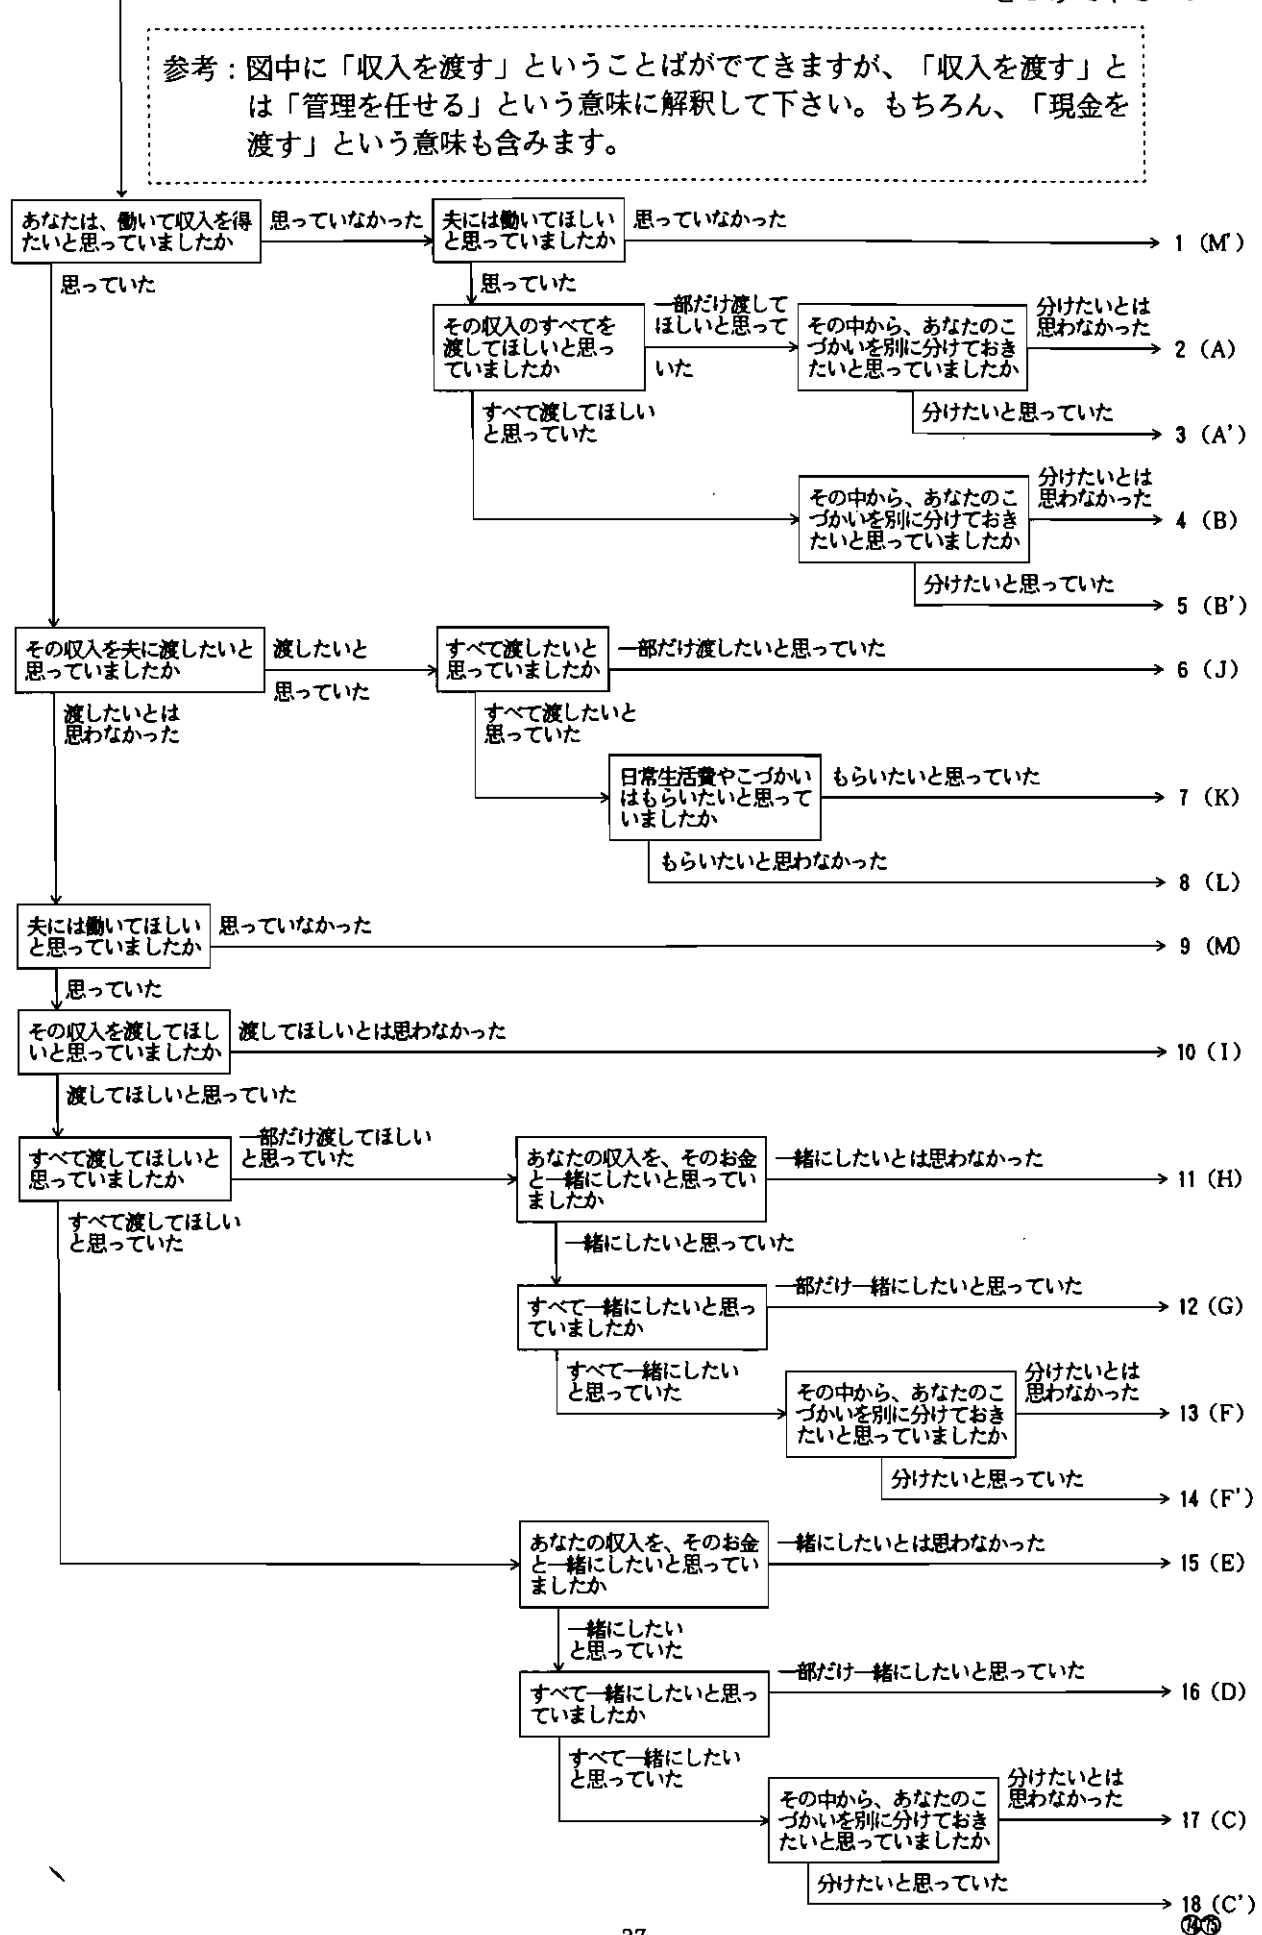 参考：図中に「収入を渡す」ということばがでてきますが、「収入を渡す」と
は「管理を任せる」という意味に解釈して下さい。もちろん、「現金を
渡す」という意味も含みます。
あなたは、働いて収入を得
たいと思っていましたか
思っていなかった
夫には働いてほしい
と思っていましたか
思っていなかった
1 (M')
思っていた
思っていた
その収入のすべてを
渡してほしいと思っ
ていましたか
一部だけ渡して
ほしいと思って
いた
その中から、あなたのこ
づかいを別に分けておき
たいと思っていましたか
分けたいとは
思わなかった
2 (A)
すべて渡してほしい
と思っていた
分けたいと思っていた
3 (A')
その中から、あなたのこ
づかいを別に分けておき
たいと思っていましたか
分けたいとは
思わなかった
4 (B)
分けたいと思っていた
5 (B')
その収入を夫に渡したいと
思っていましたか
渡したいと
思っていた
すべて渡したいと
思っていましたか
一部だけ渡したいと思っていた
6 (J)
渡したいとは
思わなかった
すべて渡したいと
思っていた
日常生活費やこづかい
はもらいたいと思って
いましたか
もらいたいと思っていた
7 (K)
もらいたいと思わなかった
8 (L)
夫には働いてほしい
と思っていましたか
思っていなかった
9 (M)
思っていた
その収入を渡してほし
いと思っていましたか
渡してほしいとは思わなかった
10 (I)
渡してほしいと思っていた
すべて渡してほしいと
思っていましたか
一部だけ渡してほしい
と思っていた
あなたの収入を、そのお金
と一緒にしたいと思ってい
ましたか
一緒にしたいとは思わなかった
11 (H)
すべて渡してほしい
と思っていた
一緒にしたいと思っていた
すべて一緒にしたいと思っ
ていましたか
一部だけ一緒にしたいと思っていた
12 (G)
すべて一緒にしたい
と思っていた
その中から、あなたのこ
づかいを別に分けておき
たいと思っていましたか
分けたいとは
思わなかった
13 (F)
分けたいと思っていた
14 (F')
あなたの収入を、そのお金
と一緒にしたいと思ってい
ましたか
一緒にしたいとは思わなかった
15 (E)
一緒にしたい
と思っていた
すべて一緒にしたいと思っ
ていましたか
一部だけ一緒にしたいと思っていた
16 (D)
すべて一緒にしたい
と思っていた
その中から、あなたのこ
づかいを別に分けておき
たいと思っていましたか
分けたいとは
思わなかった
17 (C)
分けたいと思っていた
18 (C')
㊆㊄